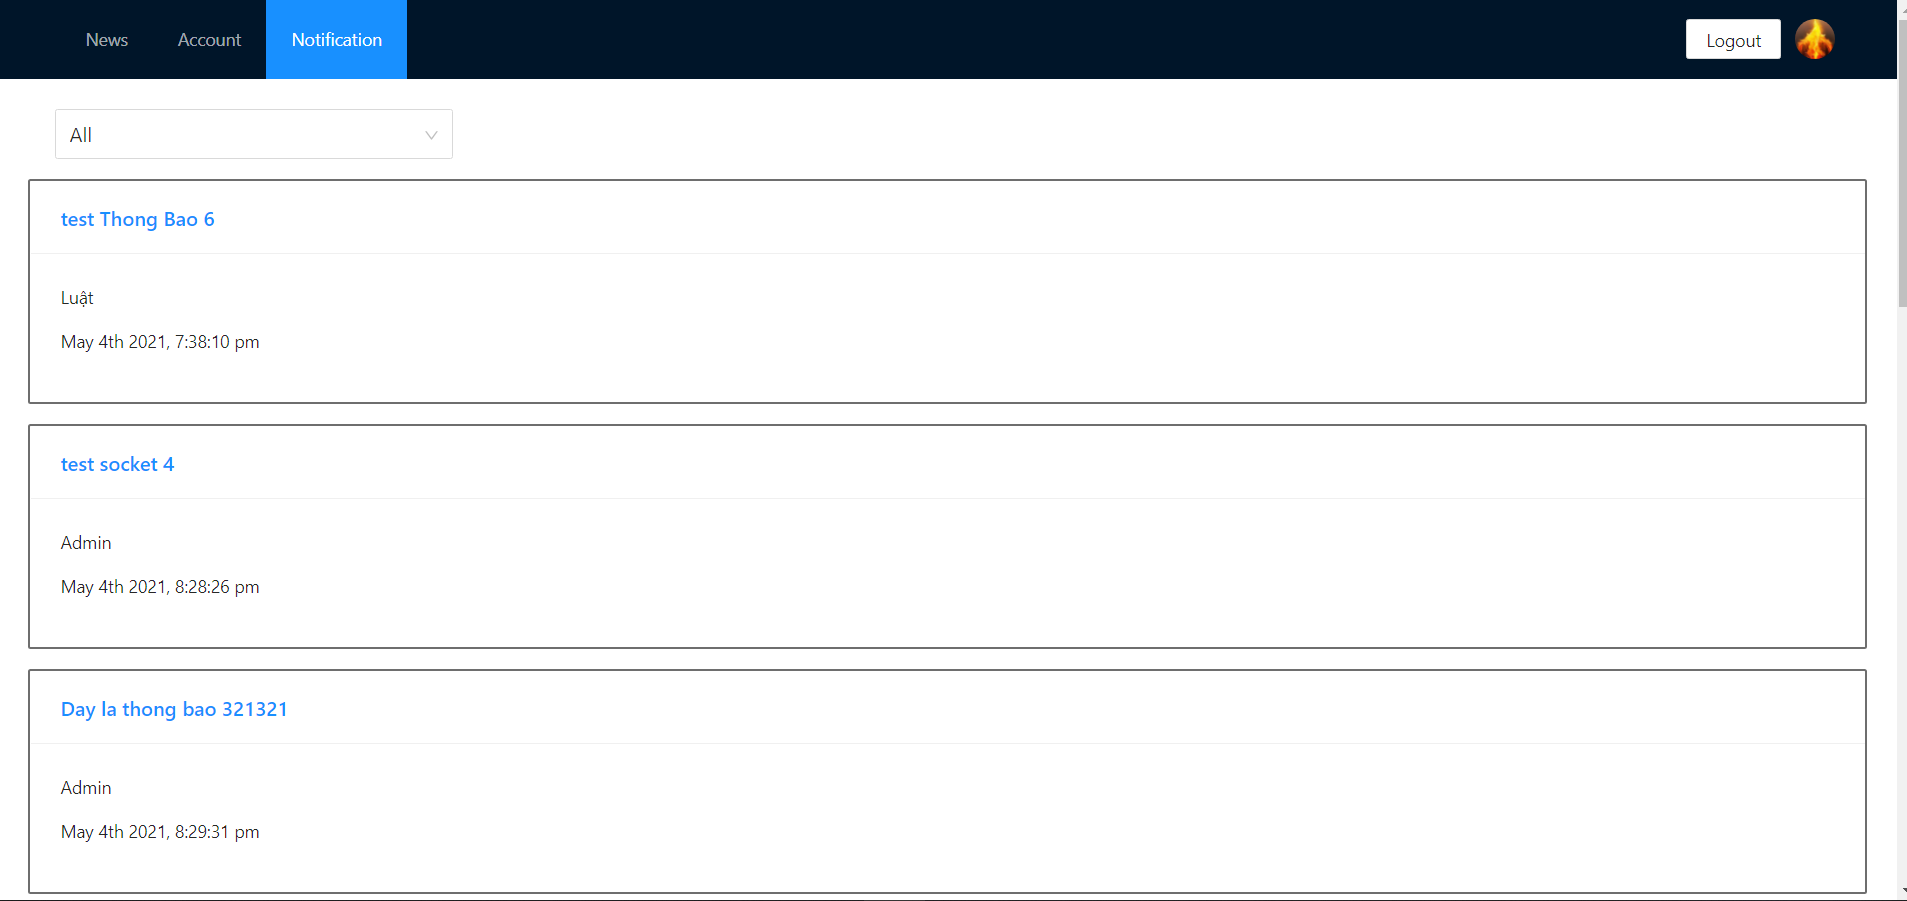 News Account Notification Logout
All
test Thong Bao 6
Luật
May 4th 2021, 7:38:10 pm
test socket 4
Admin
May 4th 2021, 8:28:26 pm
Day la thong bao 321321
Admin
May 4th 2021, 8:29:31 pm